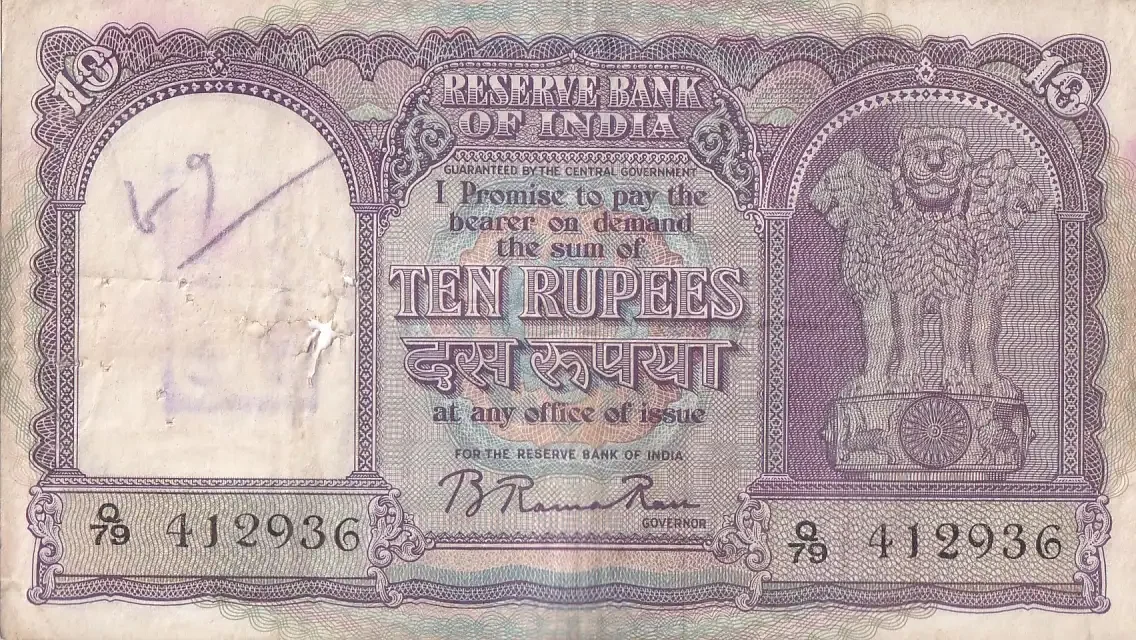 10
10
RESERVE BANK
OF INDIA
GUARANTEED BY THE CENTRAL GOVERNMENT
I Promise to pay the
bearer on demand
the sum of
TEN RUPEES
दस रूपया
at any office of issue
FOR THE RESERVE BANK OF INDIA
B Rama Rau
GOVERNOR
Q/79 412936
Q/79 412936